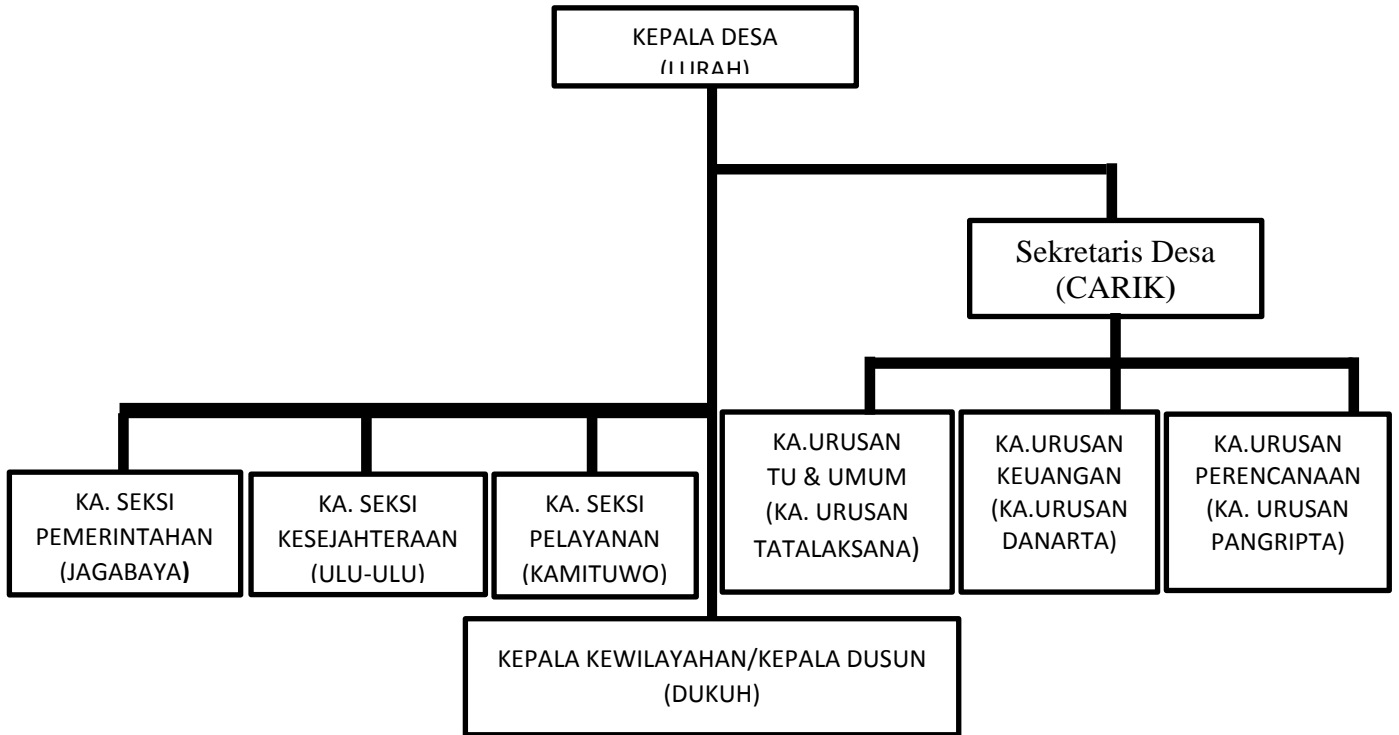 KEPALA DESA
(LURAH)
Sekretaris Desa
(CARIK)
KA. SEKSI
PEMERINTAHAN
(JAGABAYA)
KA. SEKSI
KESEJAHTERAAN
(ULU-ULU)
KA. SEKSI
PELAYANAN
(KAMITUWO)
KA.URUSAN
TU & UMUM
(KA. URUSAN
TATALAKSANA)
KA.URUSAN
KEUANGAN
(KA.URUSAN
DANARTA)
KA.URUSAN
PERENCANAAN
(KA. URUSAN
PANGRIPTA)
KEPALA KEWILAYAHAN/KEPALA DUSUN
(DUKUH)